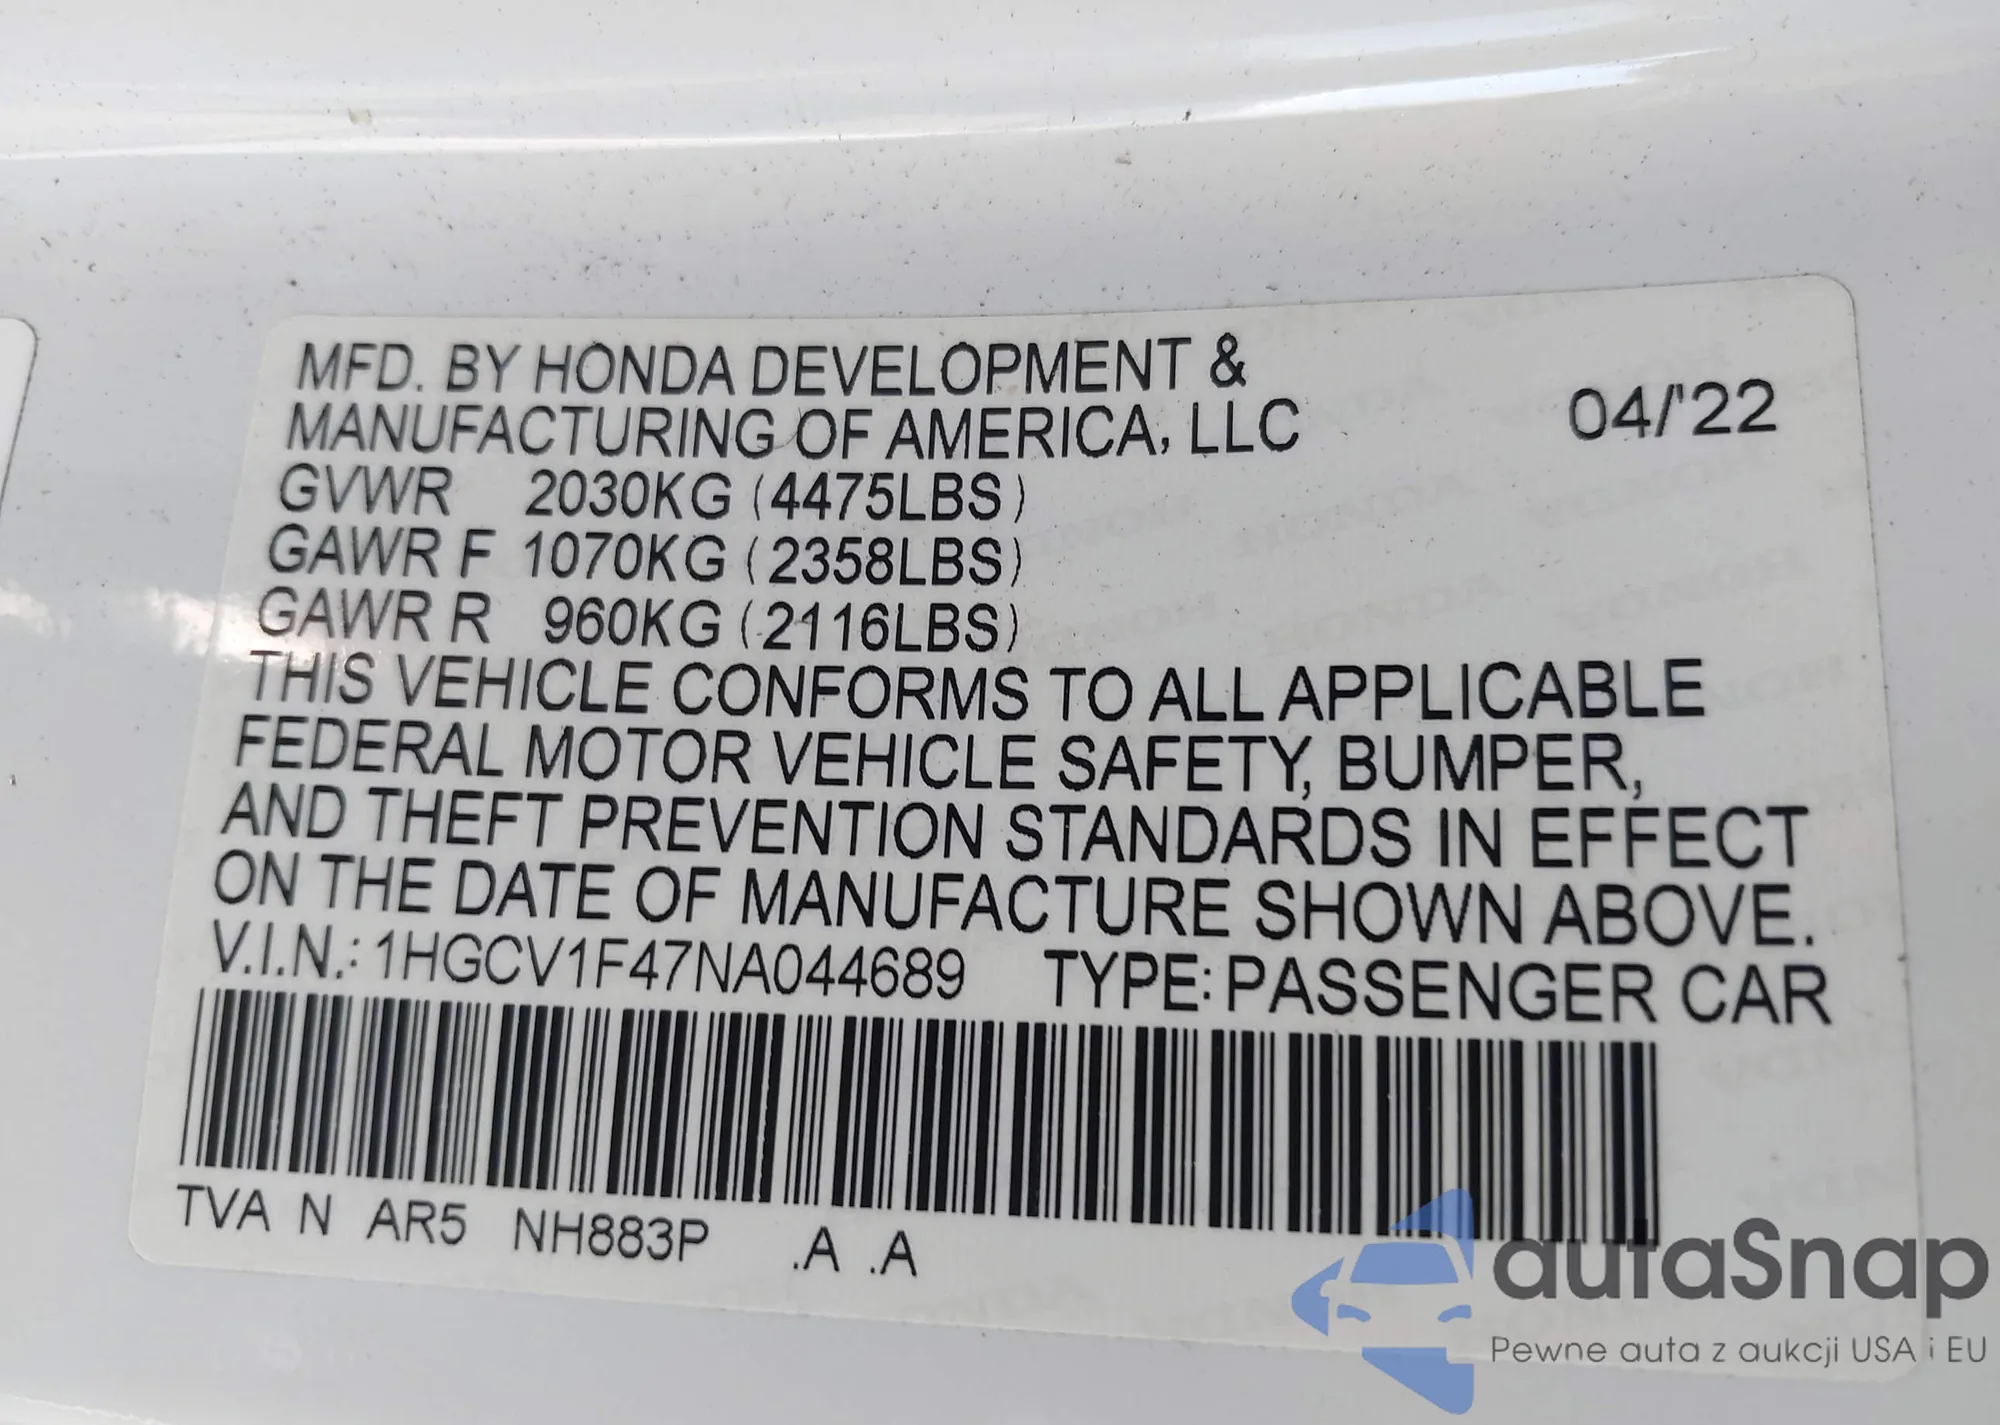 MFD. BY HONDA DEVELOPMENT &
MANUFACTURING OF AMERICA, LLC 04/'22
GVWR 2030KG (4475LBS)
GAWR F 1070KG (2358LBS)
GAWR R 960KG (2116LBS)
THIS VEHICLE CONFORMS TO ALL APPLICABLE
FEDERAL MOTOR VEHICLE SAFETY, BUMPER,
AND THEFT PREVENTION STANDARDS IN EFFECT
ON THE DATE OF MANUFACTURE SHOWN ABOVE.
V.I.N.: 1HGCV1F47NA044689 TYPE: PASSENGER CAR
TVA N AR5 NH883P .A .A
autaSnap
Pewne auta z aukcji USA i EU